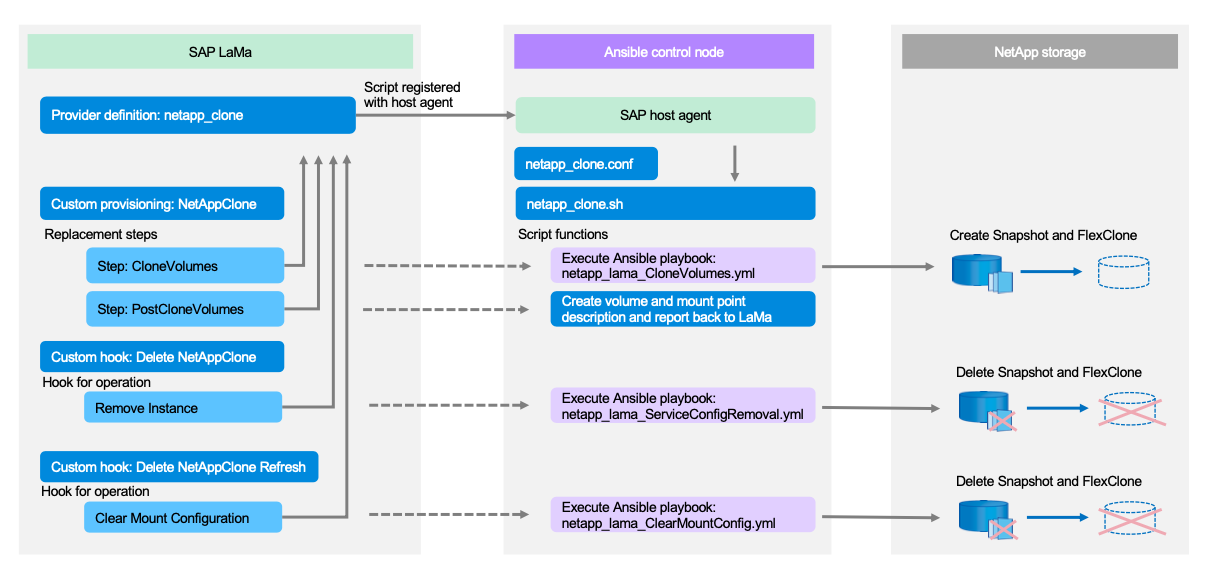 SAP LaMa
Ansible control node
NetApp storage
Script registered
with host agent
Provider definition: netapp_clone
SAP host agent
netapp_clone.conf
netapp_clone.sh
Custom provisioning: NetAppClone
Replacement steps
Script functions
Step: CloneVolumes
Execute Ansible playbook:
netapp_lama_CloneVolumes.yml
Create Snapshot and FlexClone
Step: PostCloneVolumes
Create volume and mount point
description and report back to LaMa
Custom hook: Delete NetAppClone
Hook for operation
Remove Instance
Execute Ansible playbook:
netapp_lama_ServiceConfigRemoval.yml
Delete Snapshot and FlexClone
Custom hook: Delete NetAppClone Refresh
Hook for operation
Clear Mount Configuration
Execute Ansible playbook:
netapp_lama_ClearMountConfig.yml
Delete Snapshot and FlexClone